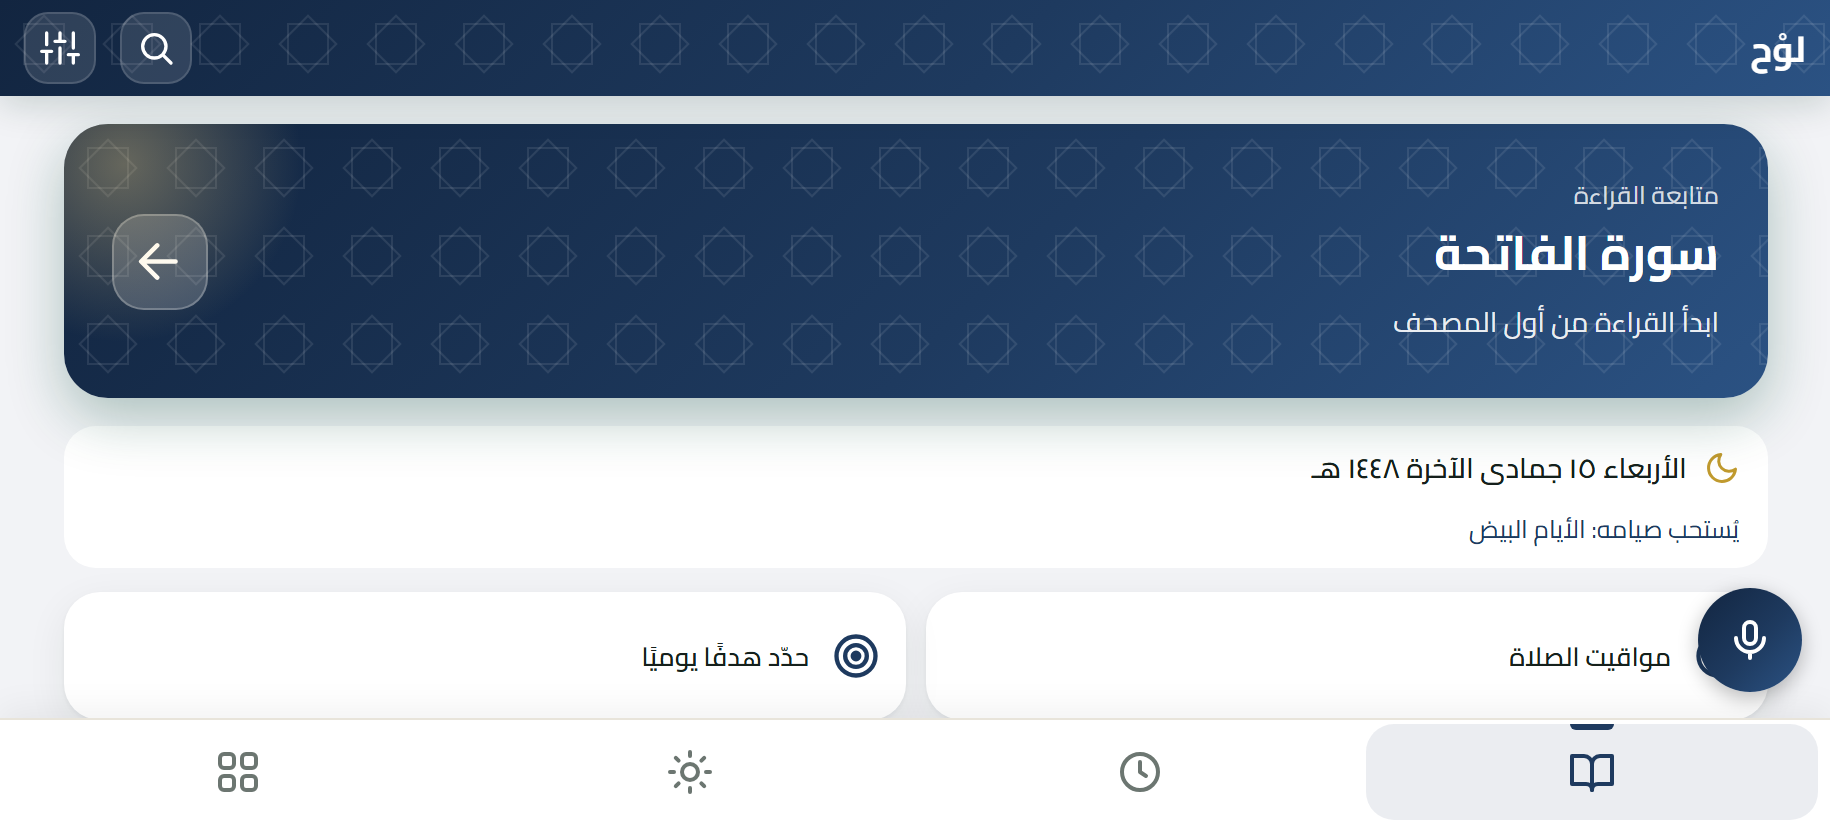 لوْح
متابعة القراءة
سورة الفاتحة
ابدأ القراءة من أول المصحف
الأربعاء ١٥ جمادى الآخرة ١٤٤٨ هـ
يُستحب صيامه: الأيام البيض
مواقيت الصلاة
حدّد هدفًا يوميًا